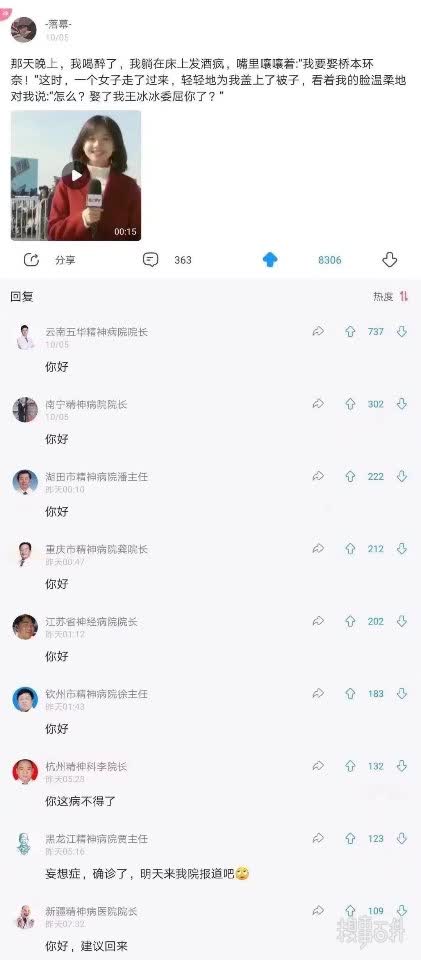 -落幕-
10/05
那天晚上，我喝醉了，我躺在床上发酒疯，嘴里嚷嚷着:"我要娶桥本环
奈！"这时，一个女子走了过来，轻轻地为我盖上了被子，看着我的脸温柔地
对我说:"怎么？娶了我王冰冰委屈你了？"
00:15
分享 363 8306
回复 热度
云南五华精神病院院长 737
10/05
你好
南宁精神病院院长 302
10/05
你好
湖田市精神病院潘主任 222
昨天00:10
你好
重庆市精神病院龚院长 212
昨天00:47
你好
江苏省神经病院院长 202
昨天01:12
你好
钦州市精神病院徐主任 183
昨天01:43
你好
杭州精神科李院长 132
昨天05:23
你这病不得了
黑龙江精神病院贾主任 123
昨天05:16
妄想症，确诊了，明天来我院报道吧🙄
新疆精神病医院院长 109
昨天07:32
你好，建议回来
糗事百科